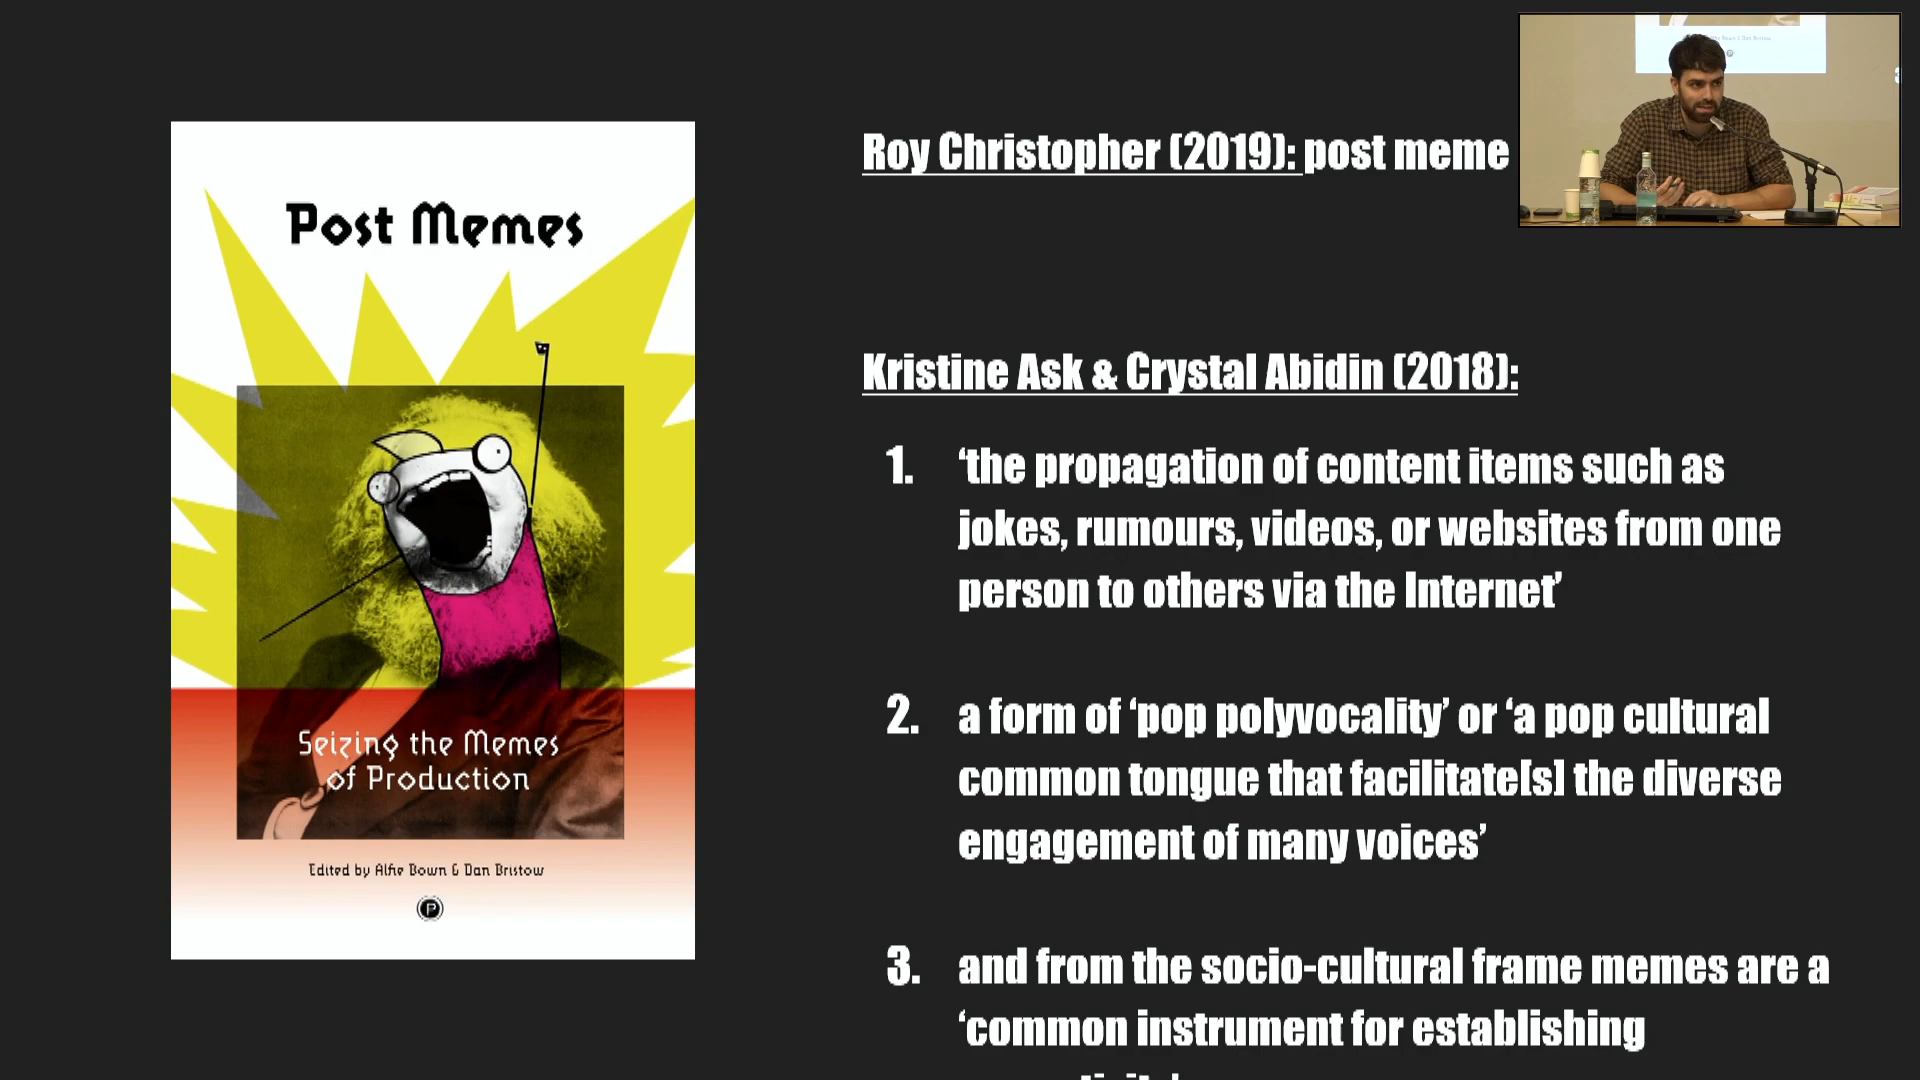 Post Memes
Seizing the Memes
of Production
Edited by Alfie Bown & Dan Bristow
P
Roy Christopher (2019): post meme
Kristine Ask & Crystal Abidin (2018):
1. ‘the propagation of content items such as
jokes, rumours, videos, or websites from one
person to others via the Internet’
2. a form of ‘pop polyvocality’ or ‘a pop cultural
common tongue that facilitate[s] the diverse
engagement of many voices’
3. and from the socio-cultural frame memes are a
‘common instrument for establishing